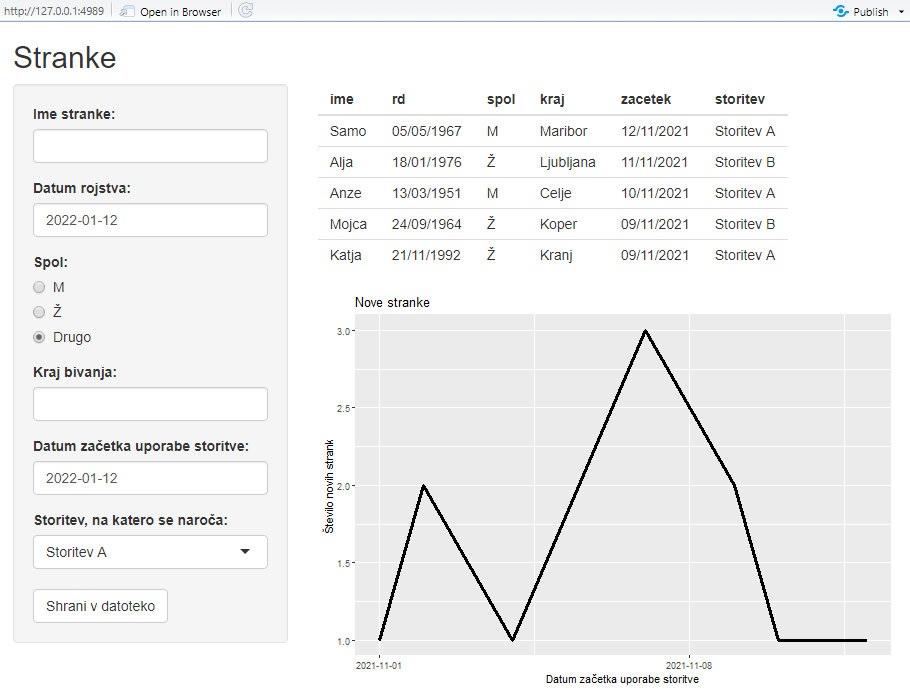 http://127.0.0.1:4989 Open in Browser Publish
Stranke
Ime stranke:
Datum rojstva:
2022-01-12
Spol:
M
Ž
Drugo
Kraj bivanja:
Datum začetka uporabe storitve:
2022-01-12
Storitev, na katero se naroča:
Storitev A
Shrani v datoteko
ime rd spol kraj zacetek storitev
Samo 05/05/1967 M Maribor 12/11/2021 Storitev A
Alja 18/01/1976 Ž Ljubljana 11/11/2021 Storitev B
Anze 13/03/1951 M Celje 10/11/2021 Storitev A
Mojca 24/09/1964 Ž Koper 09/11/2021 Storitev B
Katja 21/11/1992 Ž Kranj 09/11/2021 Storitev A
Nove stranke
Število novih strank
3.0
2.5
2.0
1.5
1.0
2021-11-01 2021-11-08
Datum začetka uporabe storitve